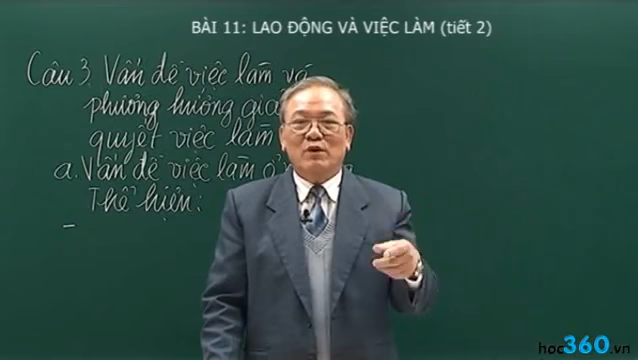 BÀI 11: LAO ĐỘNG VÀ VIỆC LÀM (tiết 2)
Câu 3. Vấn đề việc làm và
phương hướng giả
quyết việc làm
a. Vấn đề việc làm ở
Thể hiện:
-
hoc360.vn